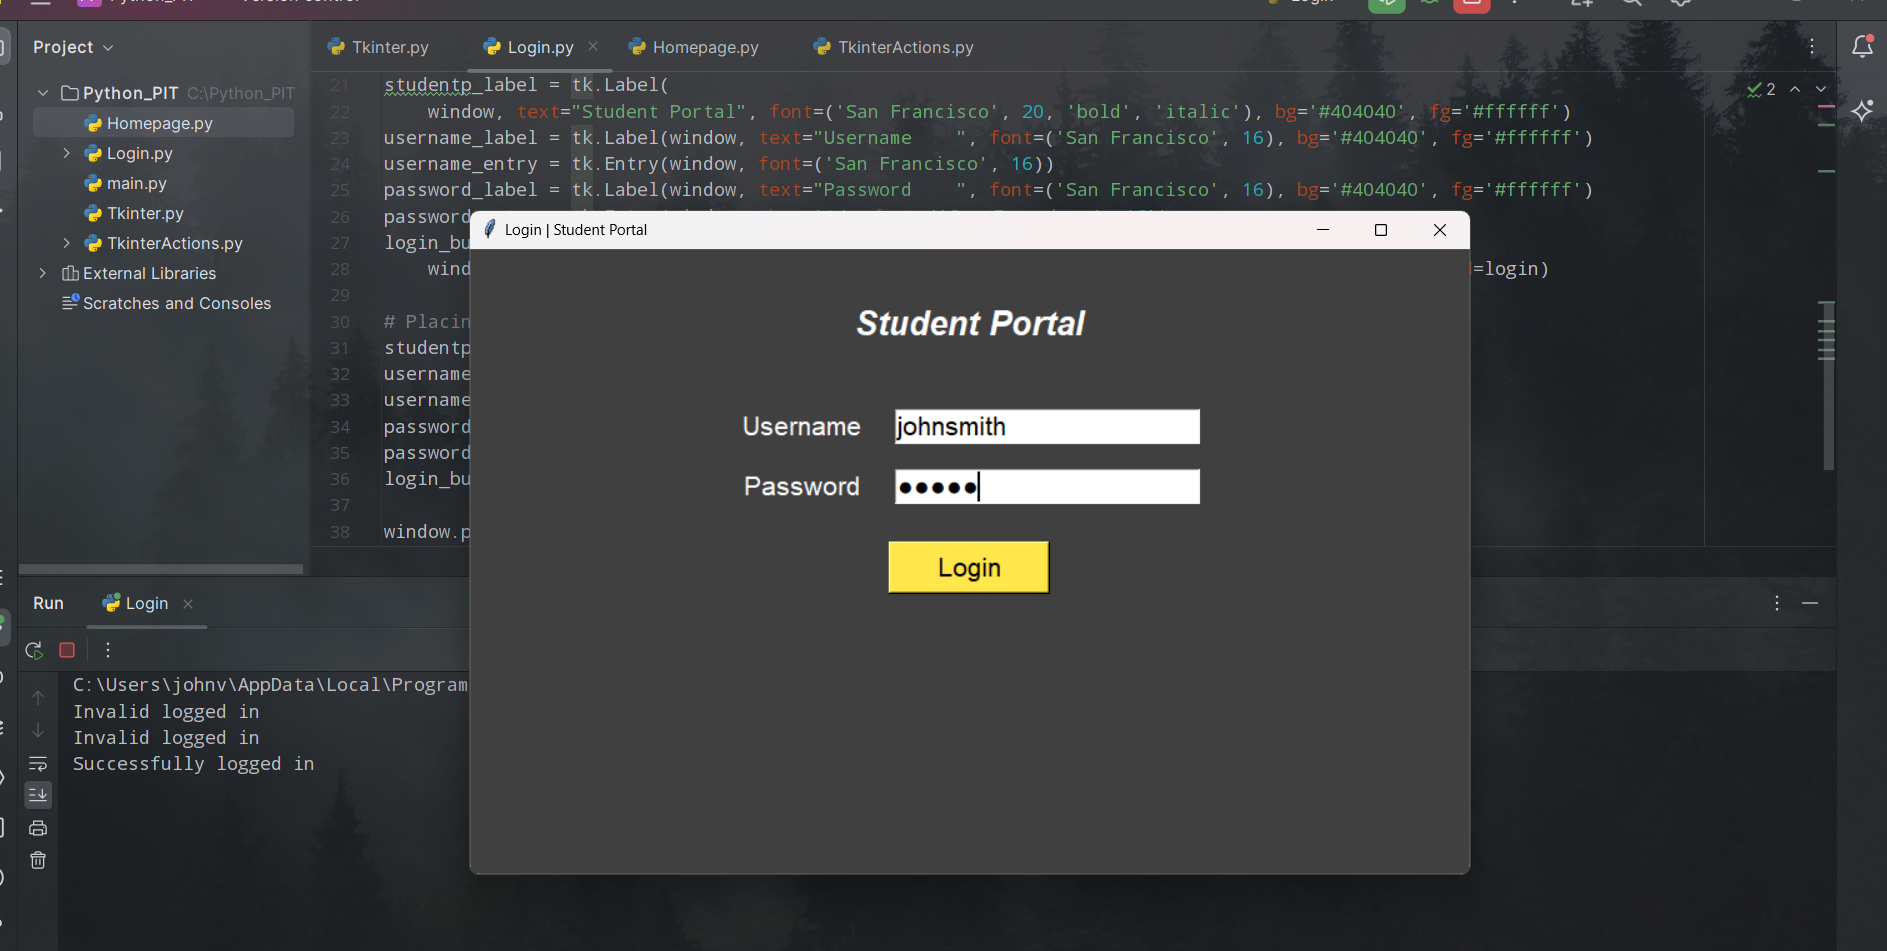 Project
Python_PIT C:\Python_PIT
Homepage.py
Login.py
main.py
Tkinter.py
TkinterActions.py
External Libraries
Scratches and Consoles
Tkinter.py Login.py Homepage.py TkinterActions.py
2
21 studentp_label = tk.Label(
22 window, text="Student Portal", font=('San Francisco', 20, 'bold', 'italic'), bg='#404040', fg='#ffffff')
23 username_label = tk.Label(window, text="Username    ", font=('San Francisco', 16), bg='#404040', fg='#ffffff')
24 username_entry = tk.Entry(window, font=('San Francisco', 16))
25 password_label = tk.Label(window, text="Password    ", font=('San Francisco', 16), bg='#404040', fg='#ffffff')
26 password
27 login_bu
28 wind =login)
29
30 # Placin
31 studentp
32 username
33 username
34 password
35 password
36 login_bu
37
38 window.p
Login | Student Portal
Student Portal
Username johnsmith
Password ●●●●●
Login
Run Login
C:\Users\johnv\AppData\Local\Program
Invalid logged in
Invalid logged in
Successfully logged in